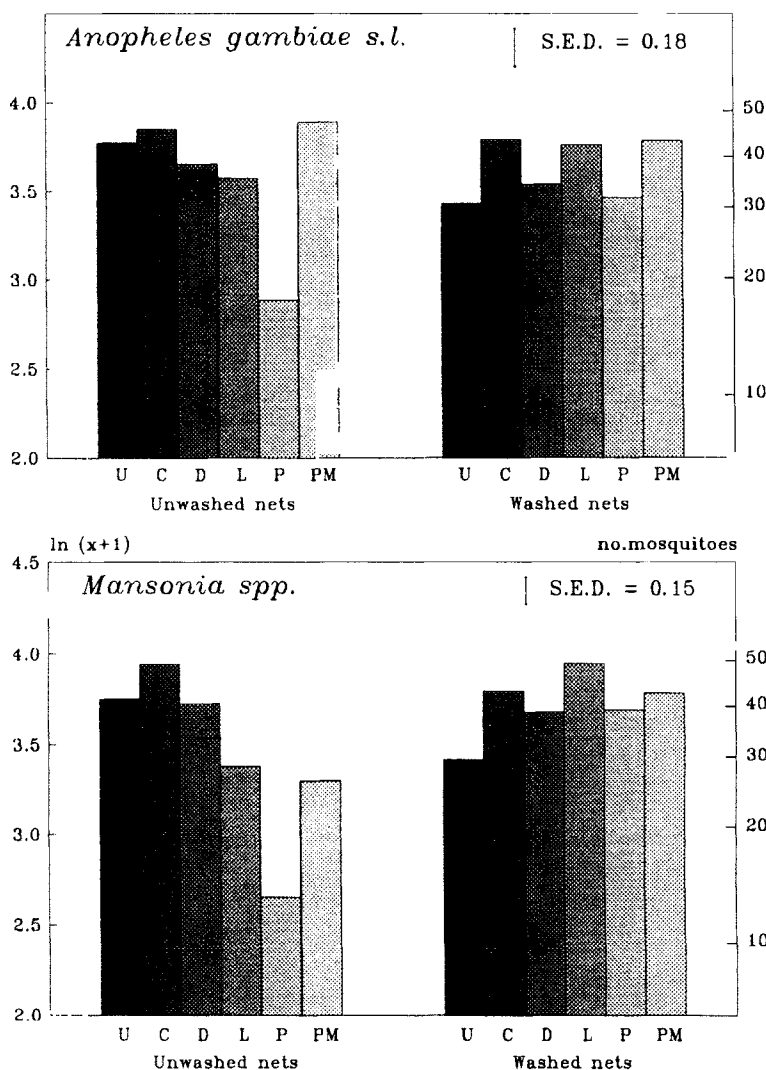 Anopheles gambiae s.l.
S.E.D. = 0.18
4.0
3.5
3.0
2.5
2.0
50
40
30
20
10
U C D L P PM
U C D L P PM
Unwashed nets
Washed nets
ln (x+1)
no.mosquitoes
4.5
Mansonia spp.
S.E.D. = 0.15
4.0
3.5
3.0
2.5
2.0
50
40
30
20
10
U C D L P PM
U C D L P PM
Unwashed nets
Washed nets